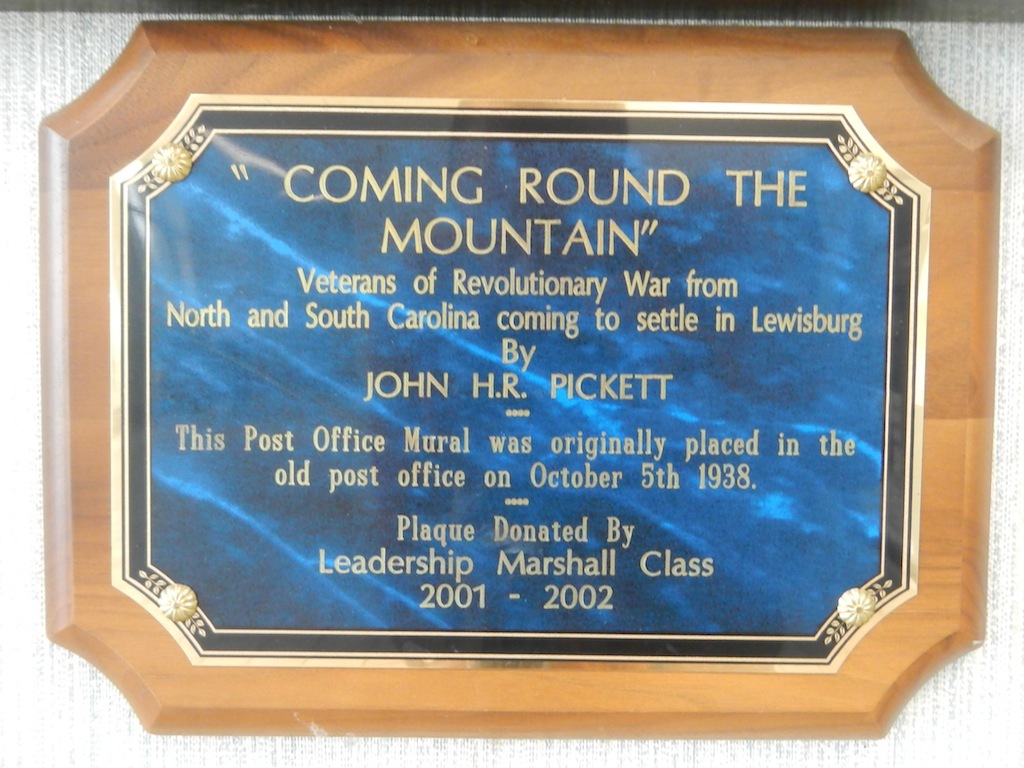 " COMING ROUND THE
MOUNTAIN"
Veterans of Revolutionary War from
North and South Carolina coming to settle in Lewisburg
By
JOHN H.R. PICKETT
This Post Office Mural was originally placed in the
old post office on October 5th 1938.
Plaque Donated By
Leadership Marshall Class
2001 - 2002